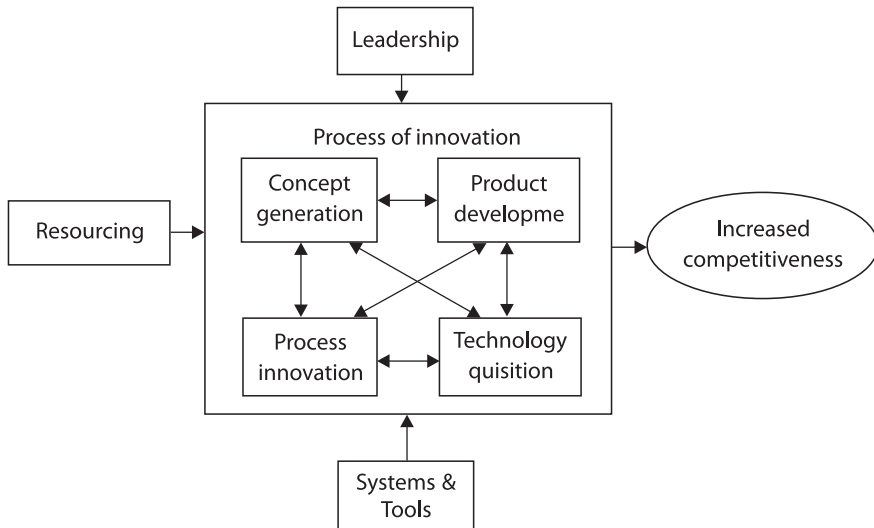 Leadership
Process of innovation
Concept
generation
Product
developme
Resourcing
Increased
competitiveness
Process
innovation
Technology
quisition
Systems &
Tools